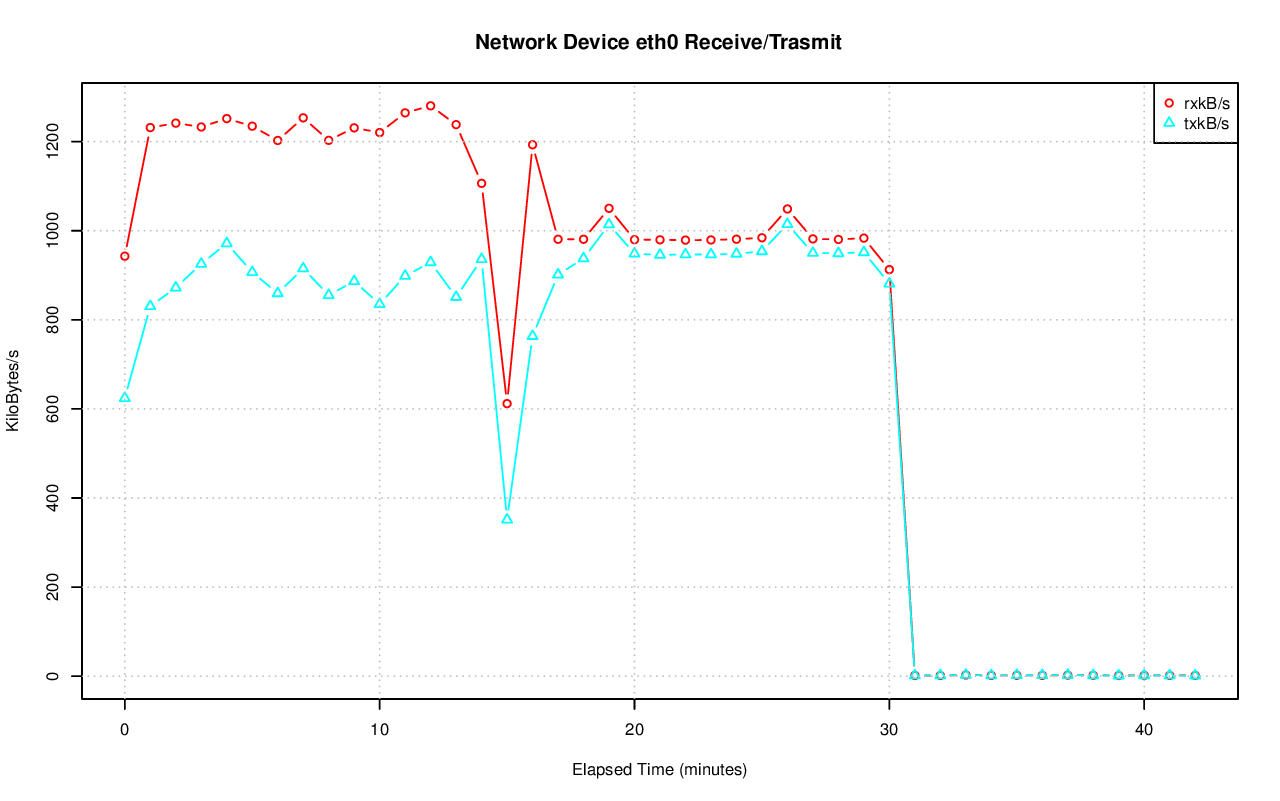 Network Device eth0 Receive/Trasmit
rxkB/s
txkB/s
KiloBytes/s
1200
1000
800
600
400
200
0
0 10 20 30 40
Elapsed Time (minutes)